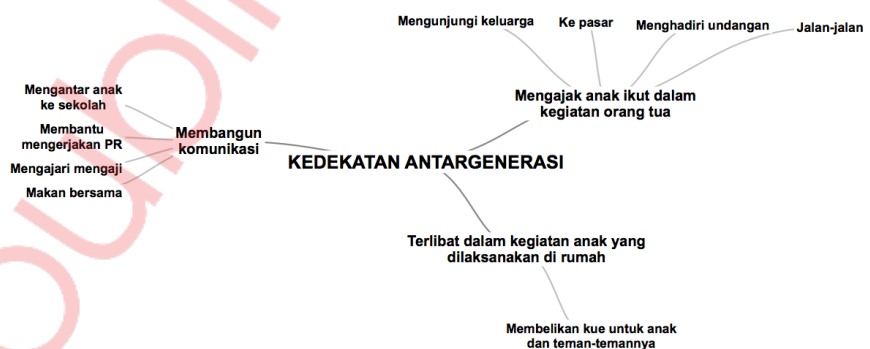 Mengunjungi keluarga
Ke pasar
Menghadiri undangan
Jalan-jalan
Mengajak anak ikut dalam
kegiatan orang tua
Mengantar anak
ke sekolah
Membantu
mengerjakan PR
Mengajari mengaji
Makan bersama
Membangun
komunikasi
KEDEKATAN ANTARGENERASI
Terlibat dalam kegiatan anak yang
dilaksanakan di rumah
Membelikan kue untuk anak
dan teman-temannya